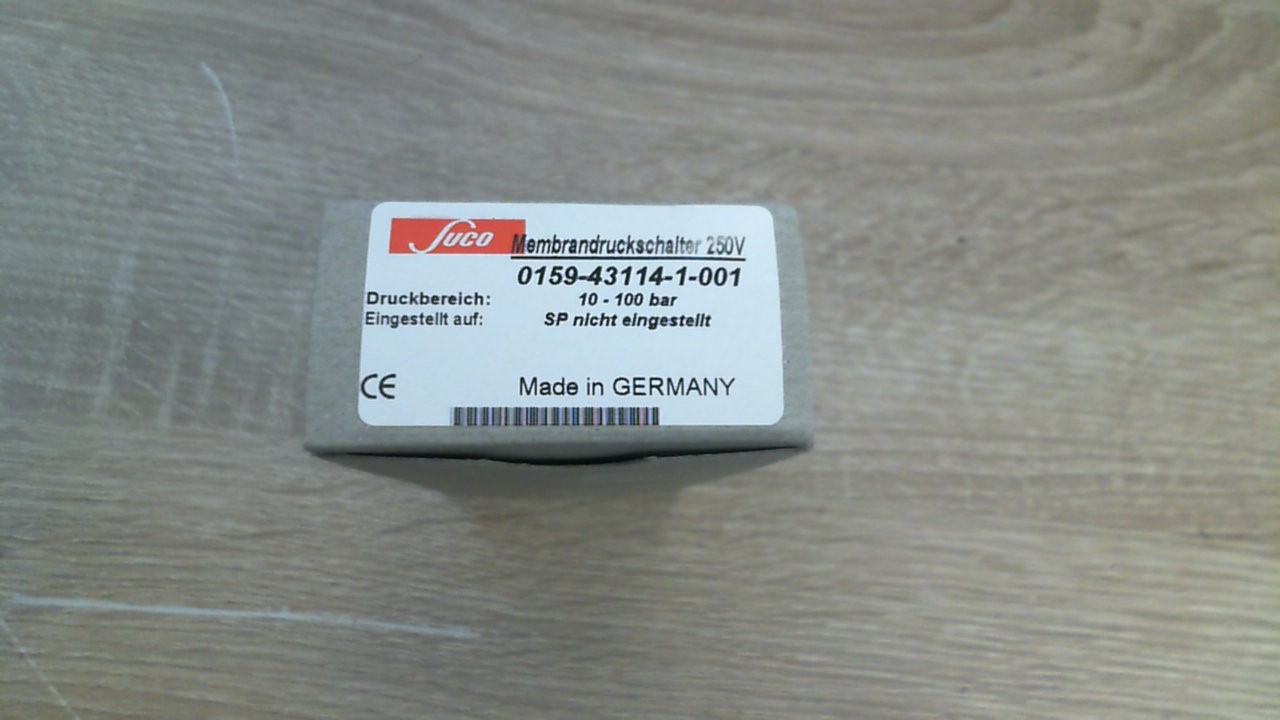 Suco
Membrandruckschalter 250V
0159-43114-1-001
Druckbereich: 10 - 100 bar
Eingestellt auf: SP nicht eingestellt
CE
Made in GERMANY